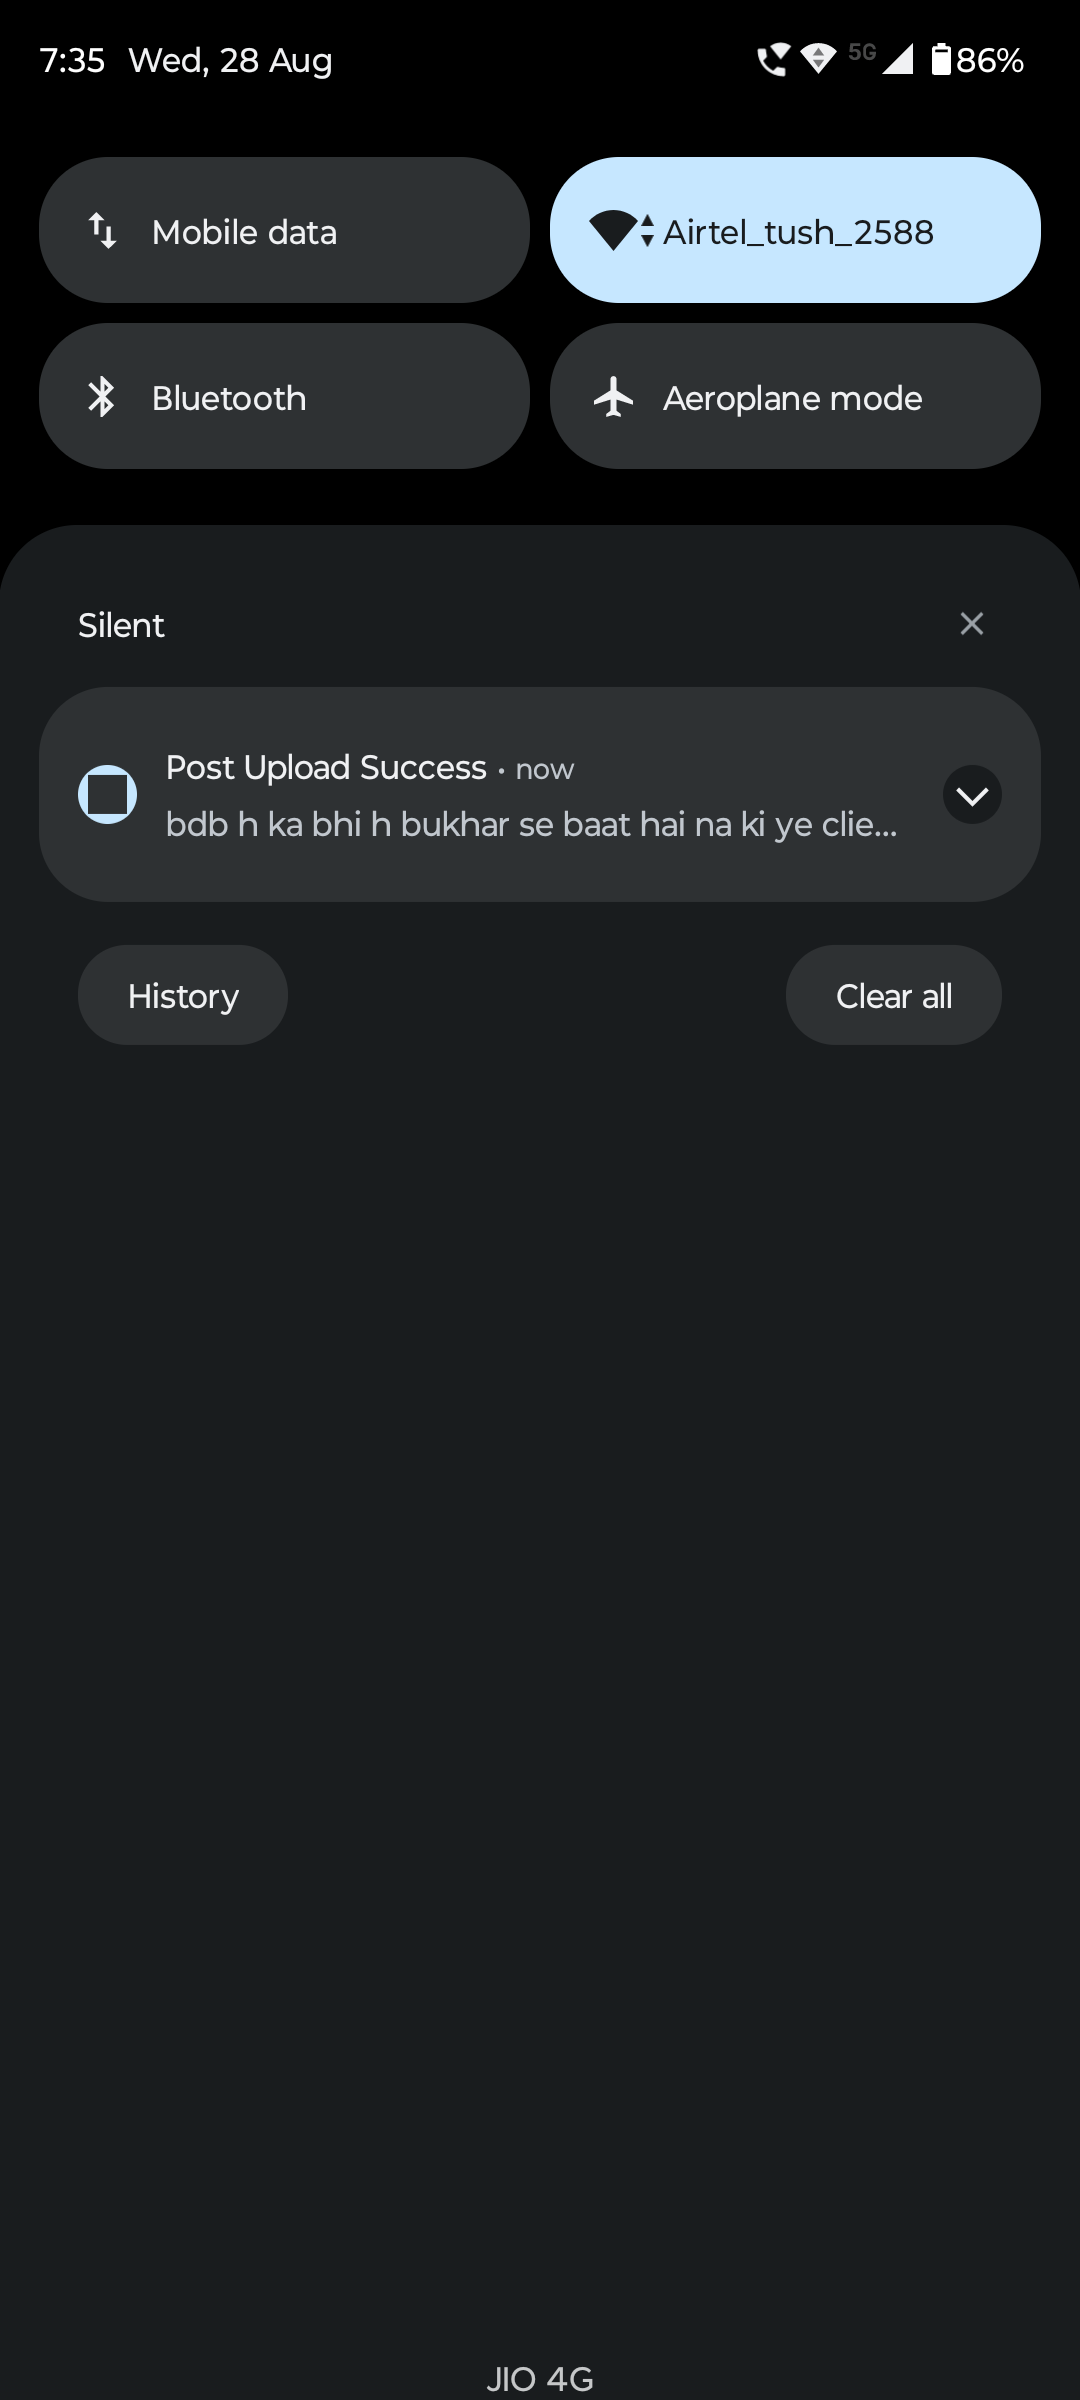 7:35 Wed, 28 Aug 5G 86%
Mobile data
Airtel_tush_2588
Bluetooth
Aeroplane mode
Silent
Post Upload Success • now
bdb h ka bhi h bukhar se baat hai na ki ye clie...
History
Clear all
JIO 4G